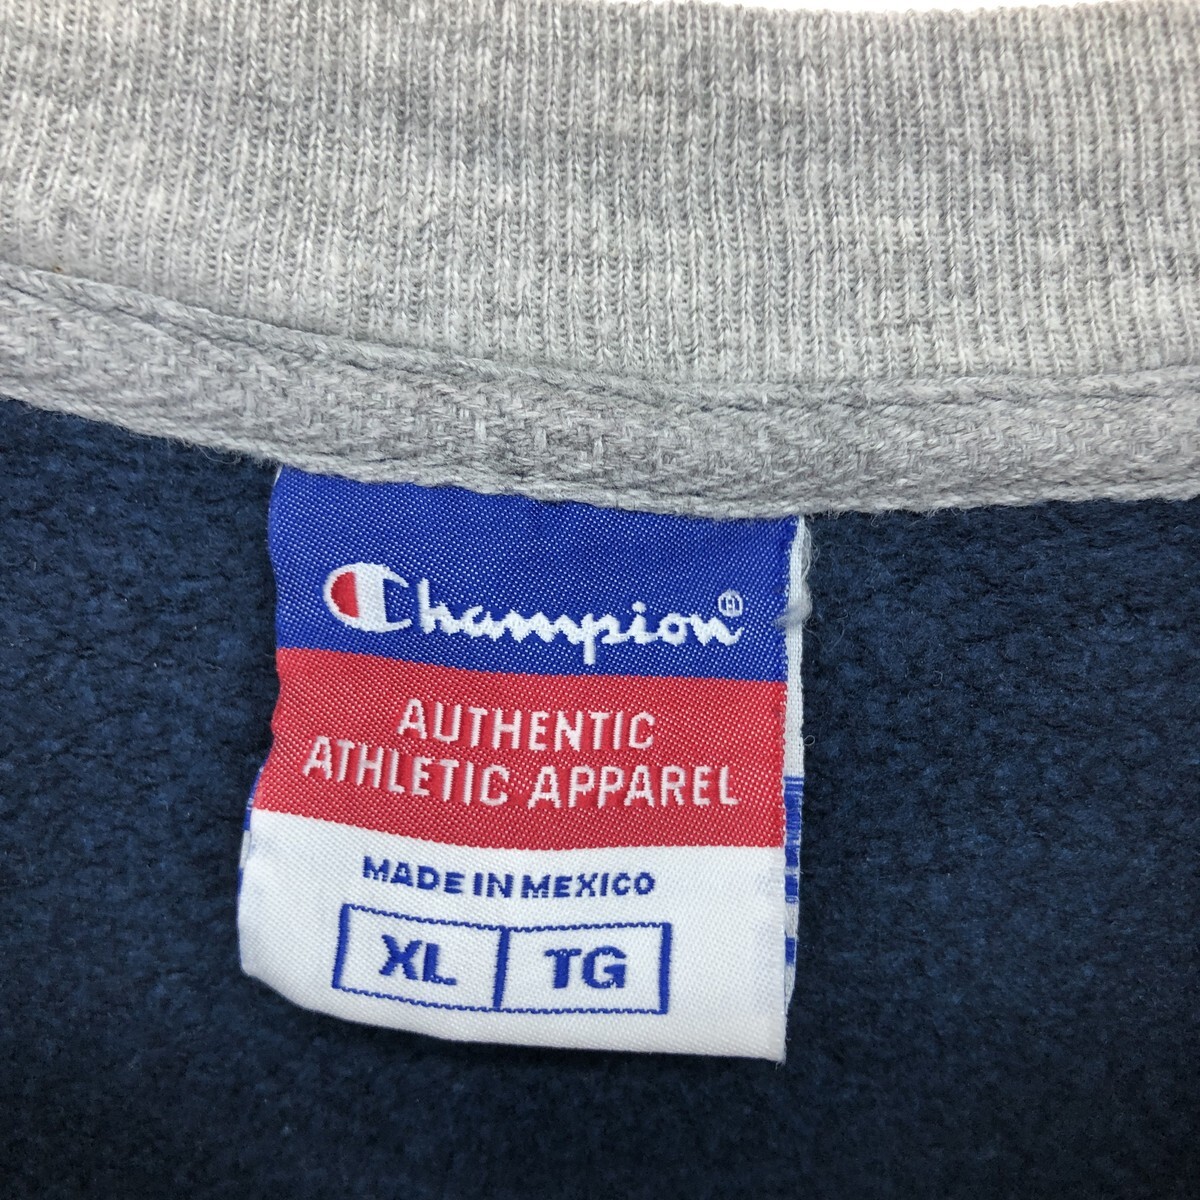 Champion®
AUTHENTIC
ATHLETIC APPAREL
MADE IN MEXICO
XL TG